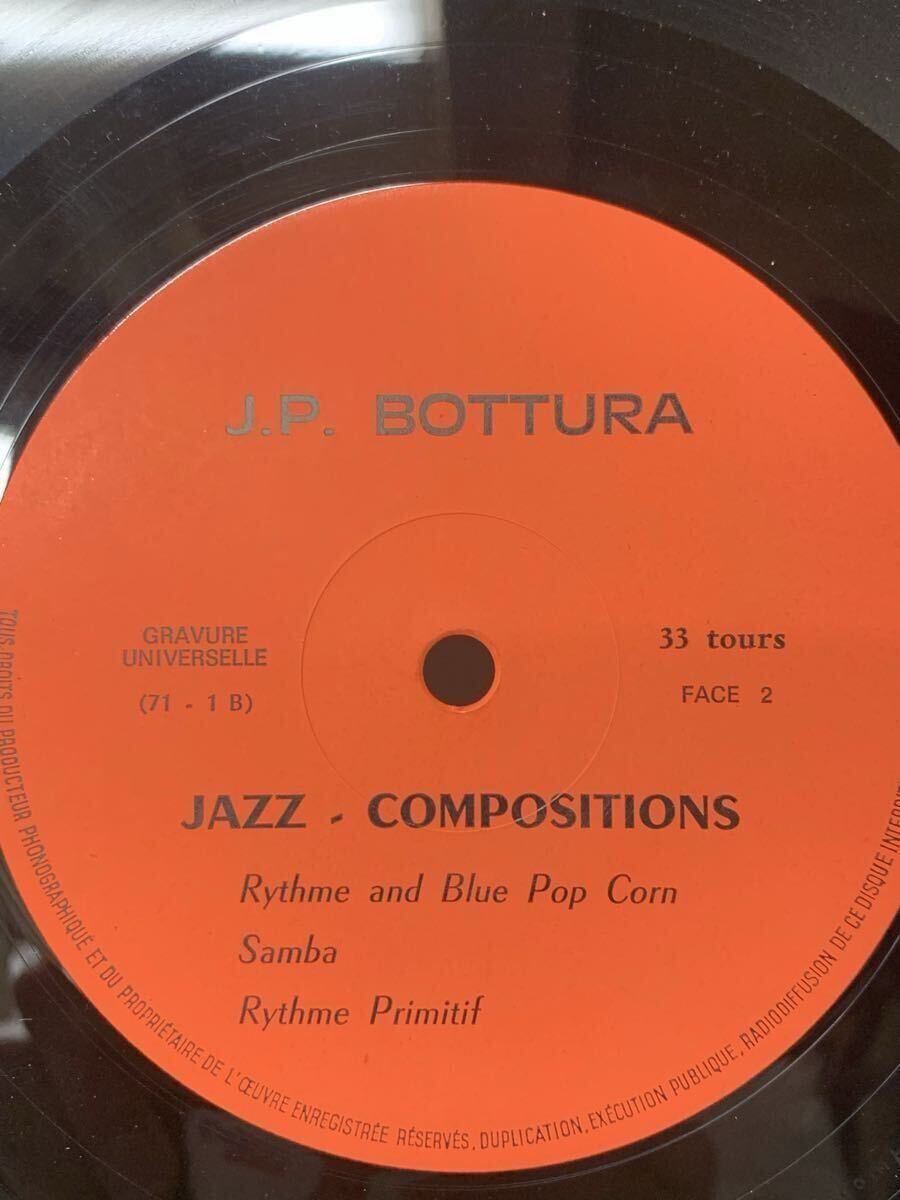 J.P. BOTTURA
GRAVURE
UNIVERSELLE
(71 - 1 B)
33 tours
FACE 2
JAZZ - COMPOSITIONS
Rythme and Blue Pop Corn
Samba
Rythme Primitif
TOUS DROITS DU PRODUCTEUR PHONOGRAPHIQUE ET DU PROPRIÉTAIRE DE L'ŒUVRE ENREGISTRÉE RÉSERVÉS, DUPLICATION, EXÉCUTION PUBLIQUE, RADIODIFFUSION DE CE DISQUE